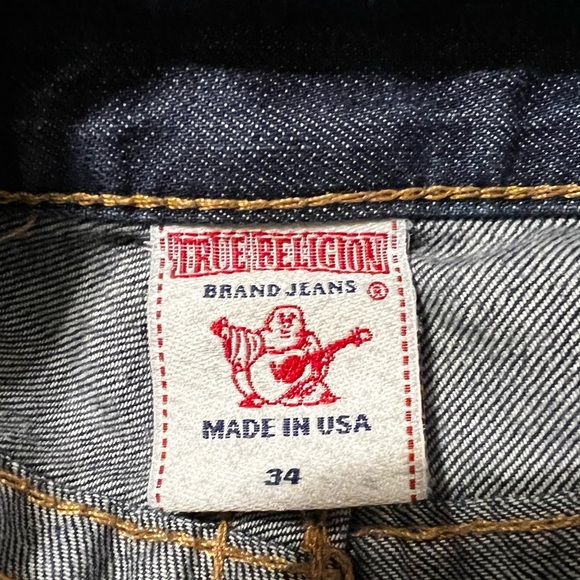 TRUE RELIGION
BRAND JEANS ®
MADE IN USA
34